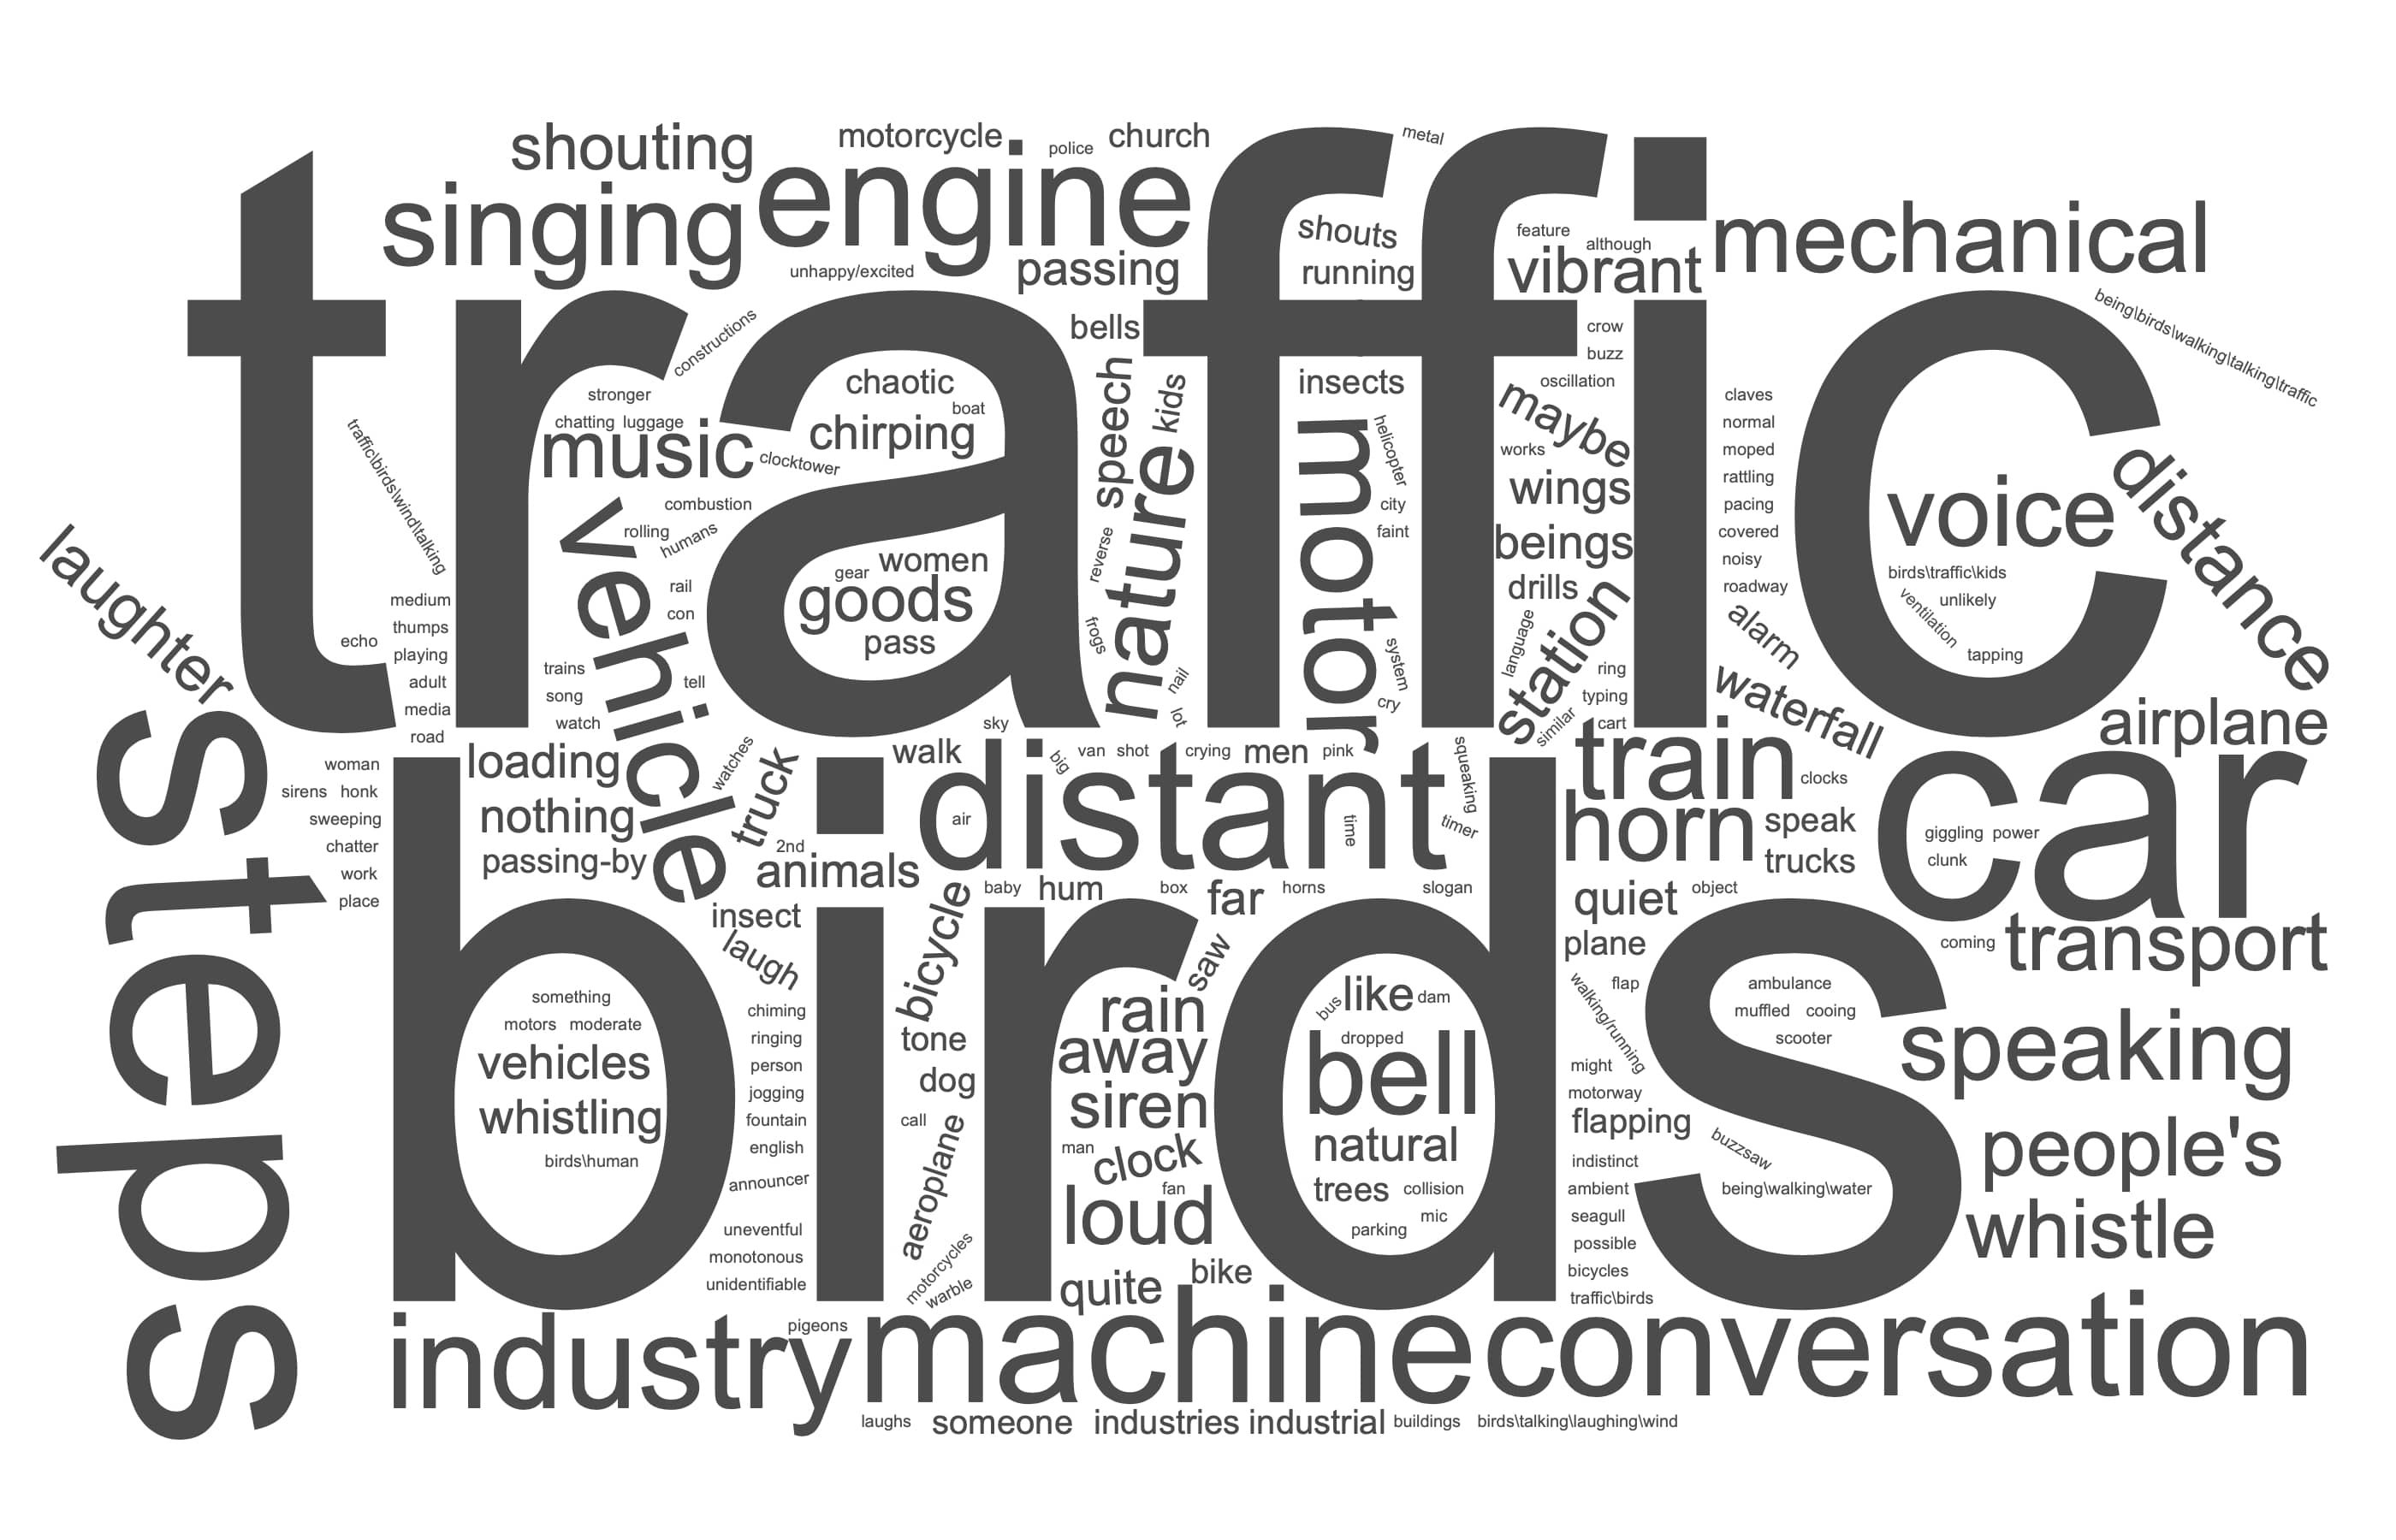 shouting
motorcycle
police
church
metal
singing
engine
unhappy/excited
passing
shouts
running
feature
although
vibrant
mechanical
traffic
constructions
bells
crow
buzz
oscillation
being\birds\walking\talking\traffic
stronger
chatting
luggage
music
clocktower
chaotic
boat
chirping
speech
kids
nature
insects
motor
helicopter
city
faint
maybe
works
wings
beings
drills
language
station
claves
normal
moped
rattling
pacing
covered
noisy
roadway
alarm
waterfall
voice
birds\traffic\kids
unlikely
ventilation
tapping
distance
airplane
traffic\birds\wind\talking
laughter
steps
echo
medium
thumps
playing
adult
media
road
combustion
rolling
humans
vehicle
rail
con
trains
song
watch
tell
women
gear
goods
pass
reverse
frogs
nail
lot
system
cry
ring
typing
similar
cart
sky
woman
sirens
honk
sweeping
chatter
work
place
loading
nothing
passing-by
watches
truck
2nd
animals
walk
big
van
shot
crying
men
pink
squeaking
distant
air
time
timer
train
clocks
horn
speak
trucks
car
giggling
power
clunk
insect
laugh
bicycle
baby
hum
box
far
horns
slogan
quiet
object
plane
coming
transport
birds
something
motors
moderate
vehicles
whistling
birds\human
chiming
ringing
person
jogging
fountain
english
announcer
uneventful
monotonous
unidentifiable
tone
dog
call
aeroplane
motorcycles
warble
saw
rain
away
siren
man
clock
fan
loud
quite
bike
bus
like
dam
dropped
bell
natural
trees
collision
mic
parking
walking/running
flap
might
motorway
flapping
buzzsaw
indistinct
ambient
seagull
possible
bicycles
traffic\birds
ambulance
muffled
cooing
scooter
being\walking\water
speaking
people's
whistle
industry
pigeons
machine
conversation
laughs
someone
industries
industrial
buildings
birds\talking\laughing\wind